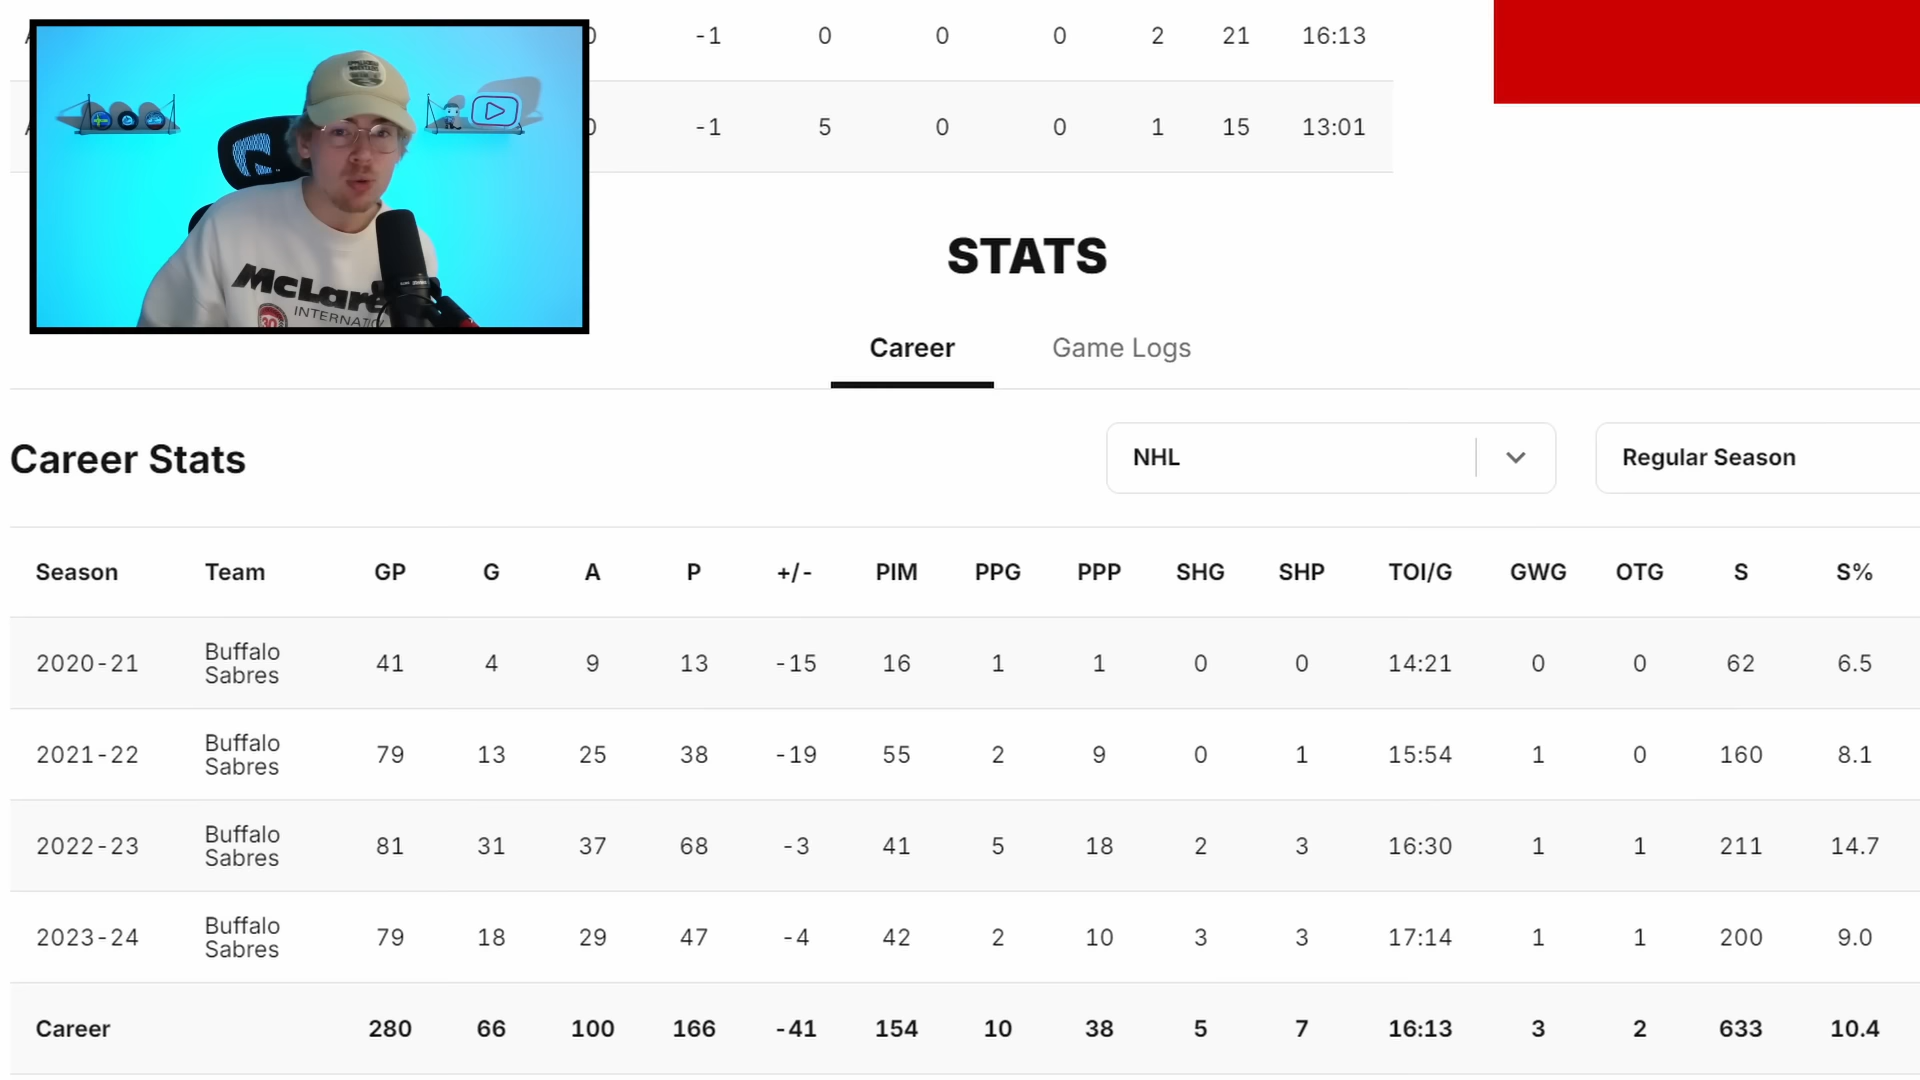 -1 0 0 0 2 21 16:13
-1 5 0 0 1 15 13:01
McLare
INTERNATIO
30
STATS
Career Game Logs
Career Stats NHL Regular Season
Season Team GP G A P +/- PIM PPG PPP SHG SHP TOI/G GWG OTG S S%
2020-21 Buffalo Sabres 41 4 9 13 -15 16 1 1 0 0 14:21 0 0 62 6.5
2021-22 Buffalo Sabres 79 13 25 38 -19 55 2 9 0 1 15:54 1 0 160 8.1
2022-23 Buffalo Sabres 81 31 37 68 -3 41 5 18 2 3 16:30 1 1 211 14.7
2023-24 Buffalo Sabres 79 18 29 47 -4 42 2 10 3 3 17:14 1 1 200 9.0
Career 280 66 100 166 -41 154 10 38 5 7 16:13 3 2 633 10.4